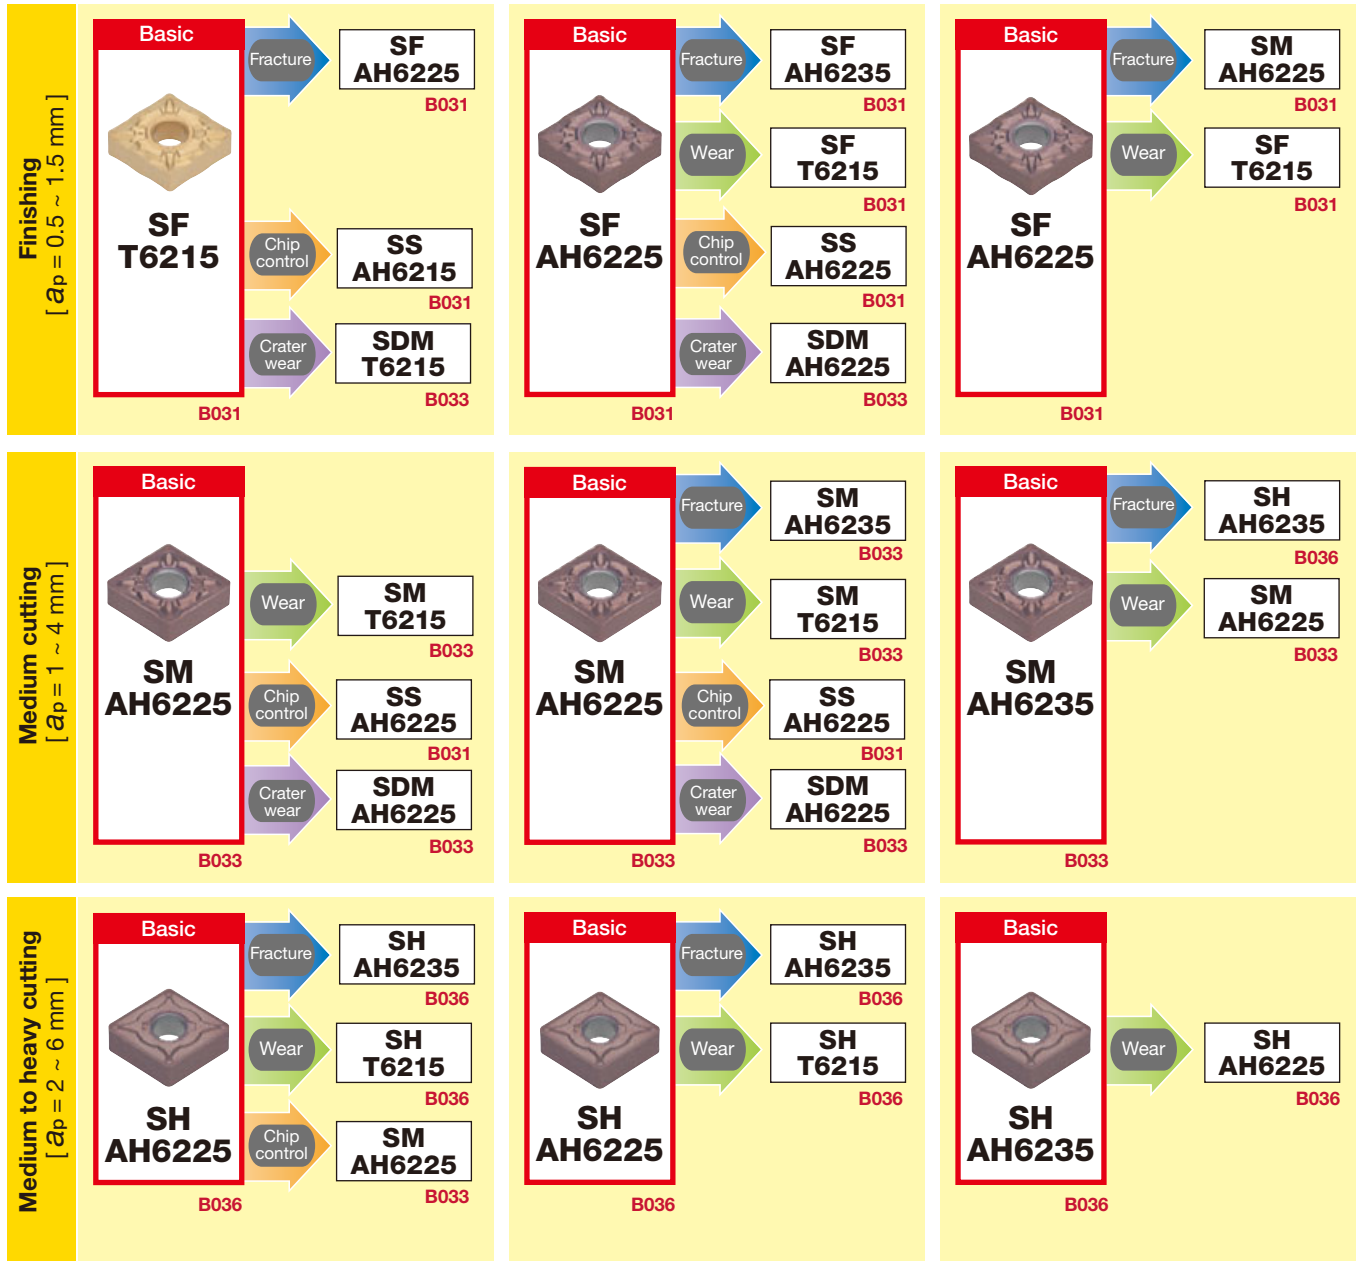 Finishing
[ ap = 0.5 ~ 1.5 mm ]
Basic
SF
T6215
B031
Fracture
SF
AH6225
B031
Chip
control
SS
AH6215
B031
Crater
wear
SDM
T6215
B033
Basic
SF
AH6225
B031
Fracture
SF
AH6235
B031
Wear
SF
T6215
B031
Chip
control
SS
AH6225
B031
Crater
wear
SDM
AH6225
B033
Basic
SF
AH6225
B031
Fracture
SM
AH6225
B031
Wear
SF
T6215
B031
Medium cutting
[ ap = 1 ~ 4 mm ]
Basic
SM
AH6225
B033
Wear
SM
T6215
B033
Chip
control
SS
AH6225
B031
Crater
wear
SDM
AH6225
B033
Basic
SM
AH6225
B033
Fracture
SM
AH6235
B033
Wear
SM
T6215
B033
Chip
control
SS
AH6225
B031
Crater
wear
SDM
AH6225
B033
Basic
SM
AH6235
B033
Fracture
SH
AH6235
B036
Wear
SM
AH6225
B033
Medium to heavy cutting
[ ap = 2 ~ 6 mm ]
Basic
SH
AH6225
B036
Fracture
SH
AH6235
B036
Wear
SH
T6215
B036
Chip
control
SM
AH6225
B033
Basic
SH
AH6225
B036
Fracture
SH
AH6235
B036
Wear
SH
T6215
B036
Basic
SH
AH6235
B036
Wear
SH
AH6225
B036